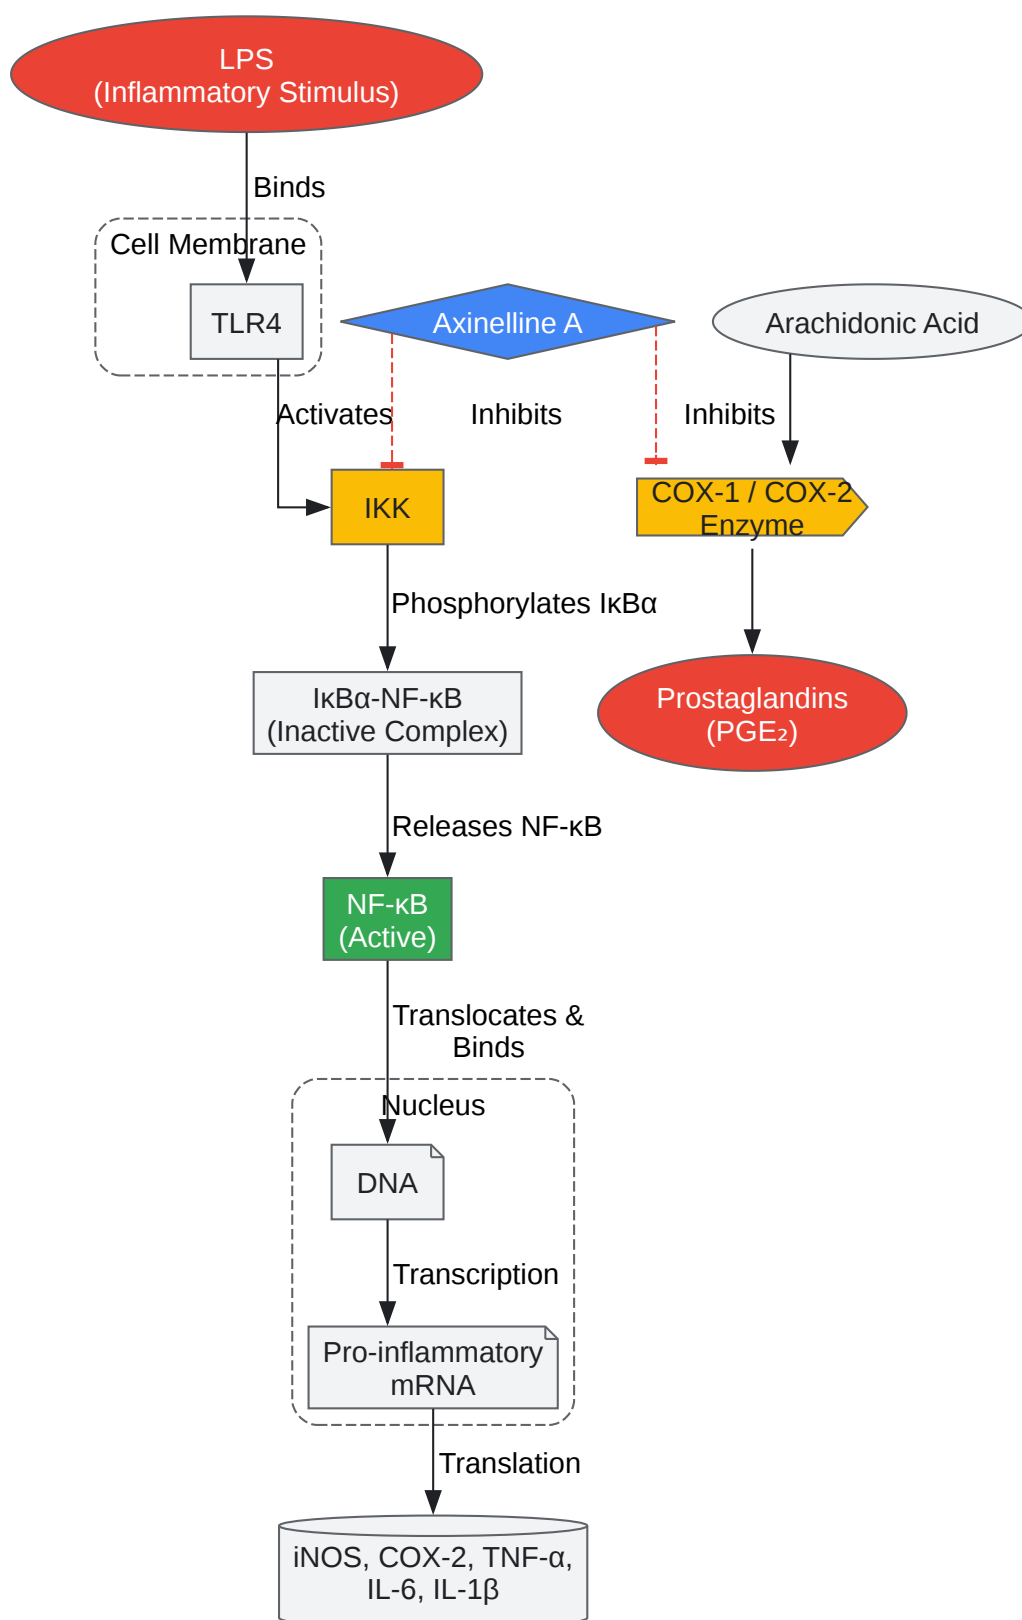 LPS
(Inflammatory Stimulus)
Binds
Cell Membrane
TLR4
Axinelline A
Arachidonic Acid
Activates
Inhibits
Inhibits
IKK
COX-1 / COX-2
Enzyme
Phosphorylates IκBα
IκBα-NF-κB
(Inactive Complex)
Prostaglandins
(PGE₂)
Releases NF-κB
NF-κB
(Active)
Translocates &
Binds
Nucleus
DNA
Transcription
Pro-inflammatory
mRNA
Translation
iNOS, COX-2, TNF-α,
IL-6, IL-1β